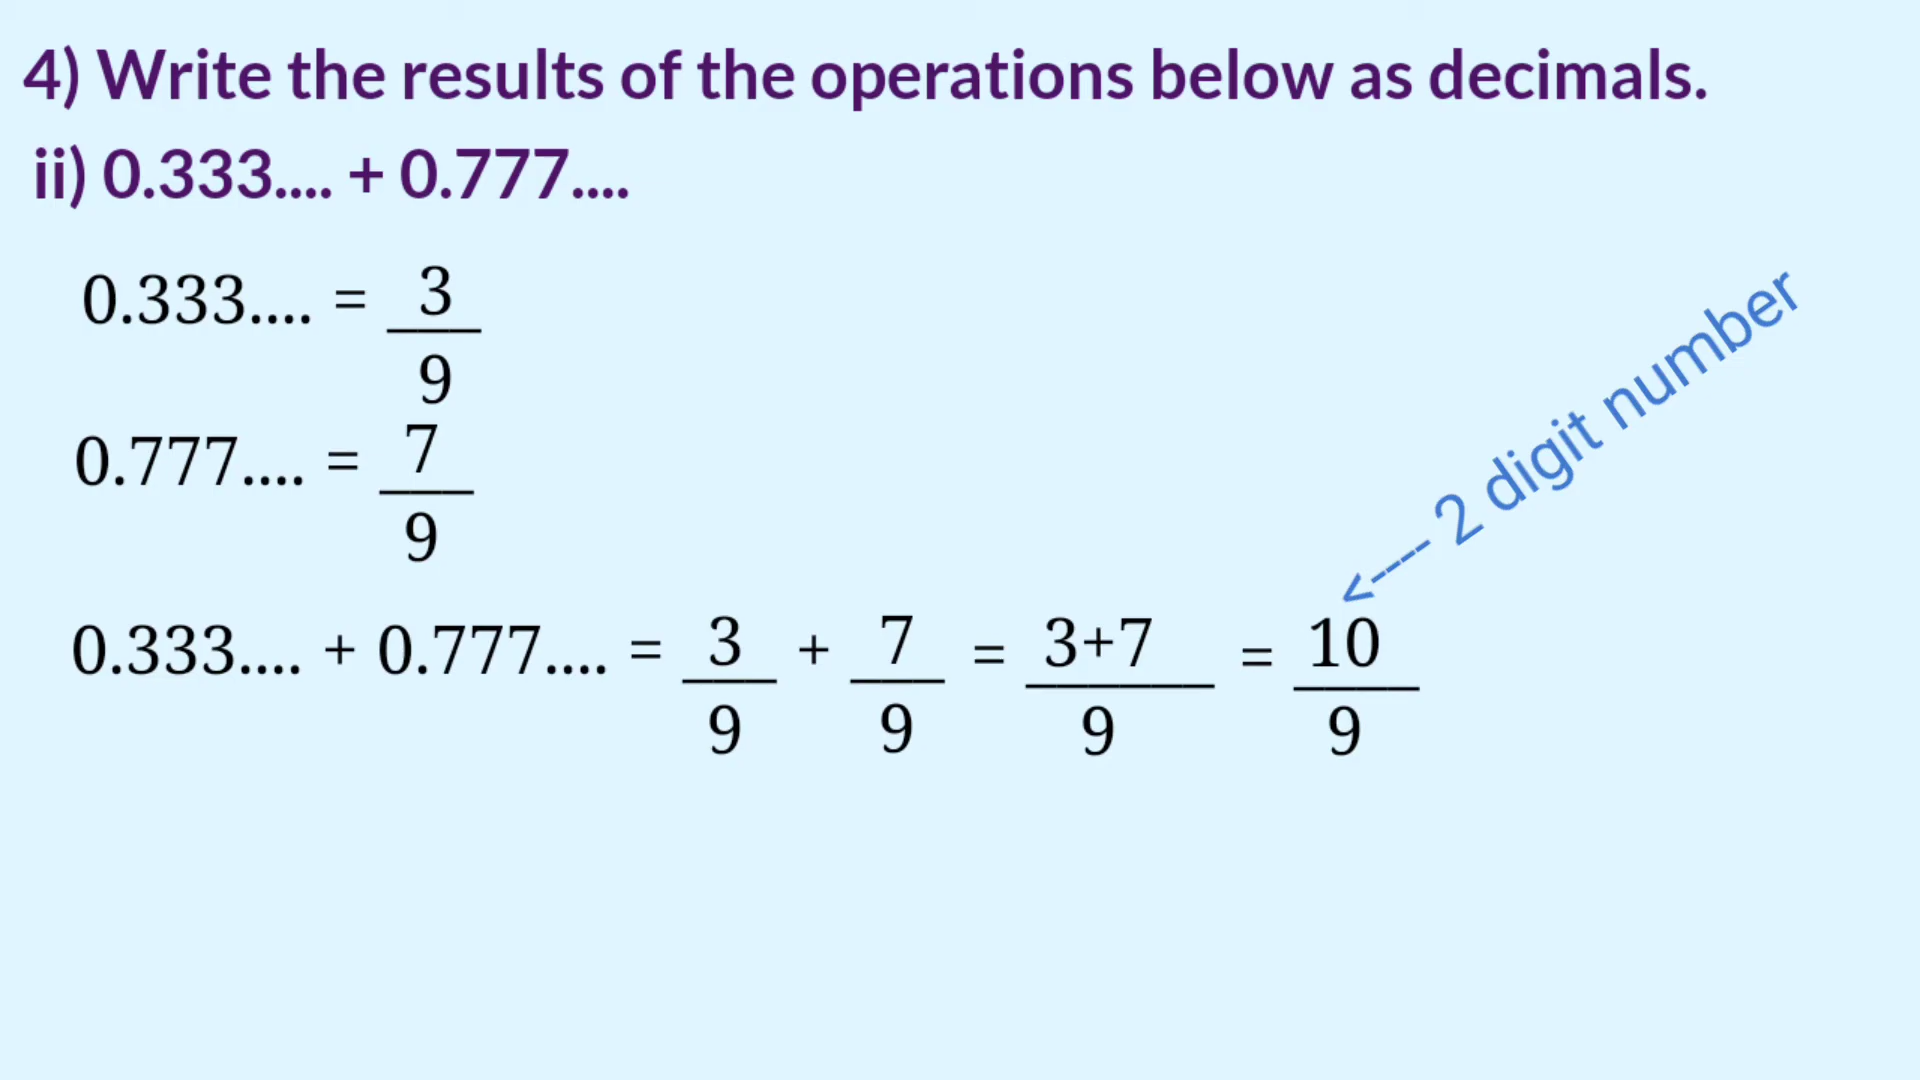 4) Write the results of the operations below as decimals.
ii) 0.333.... + 0.777....
0.333.... = 3/9
0.777.... = 7/9
<---- 2 digit number
0.333.... + 0.777.... = 3/9 + 7/9 = 3+7/9 = 10/9